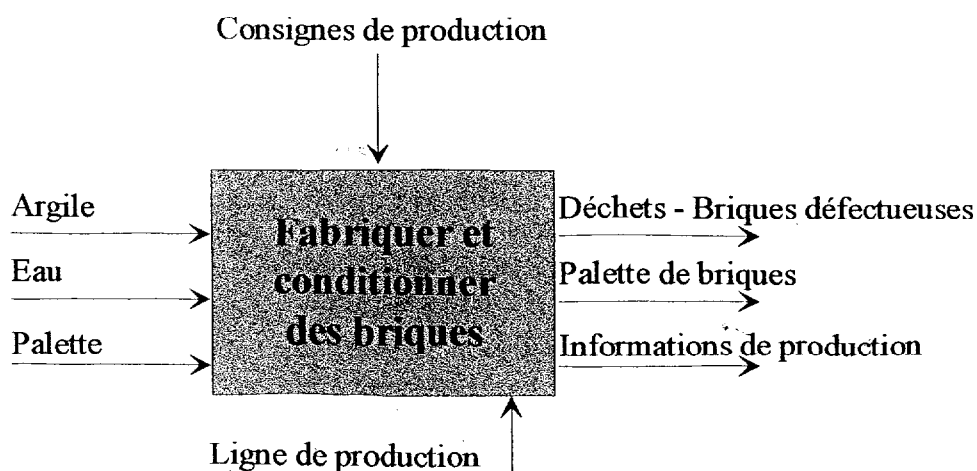 Consignes de production
Argile
Eau
Palette
Fabriquer et
conditionner
des briques
Déchets - Briques défectueuses
Palette de briques
Informations de production
Ligne de production